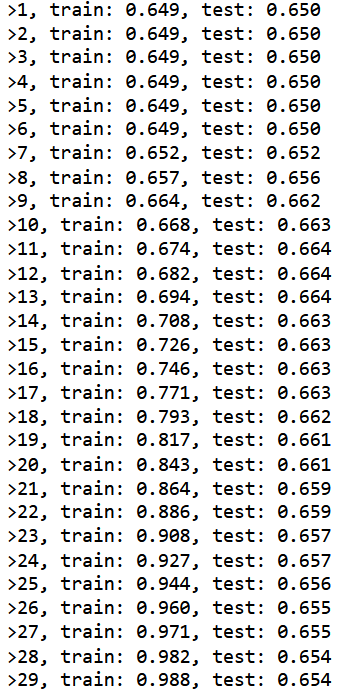 >1, train: 0.649, test: 0.650
>2, train: 0.649, test: 0.650
>3, train: 0.649, test: 0.650
>4, train: 0.649, test: 0.650
>5, train: 0.649, test: 0.650
>6, train: 0.649, test: 0.650
>7, train: 0.652, test: 0.652
>8, train: 0.657, test: 0.656
>9, train: 0.664, test: 0.662
>10, train: 0.668, test: 0.663
>11, train: 0.674, test: 0.664
>12, train: 0.682, test: 0.664
>13, train: 0.694, test: 0.664
>14, train: 0.708, test: 0.663
>15, train: 0.726, test: 0.663
>16, train: 0.746, test: 0.663
>17, train: 0.771, test: 0.663
>18, train: 0.793, test: 0.662
>19, train: 0.817, test: 0.661
>20, train: 0.843, test: 0.661
>21, train: 0.864, test: 0.659
>22, train: 0.886, test: 0.659
>23, train: 0.908, test: 0.657
>24, train: 0.927, test: 0.657
>25, train: 0.944, test: 0.656
>26, train: 0.960, test: 0.655
>27, train: 0.971, test: 0.655
>28, train: 0.982, test: 0.654
>29, train: 0.988, test: 0.654